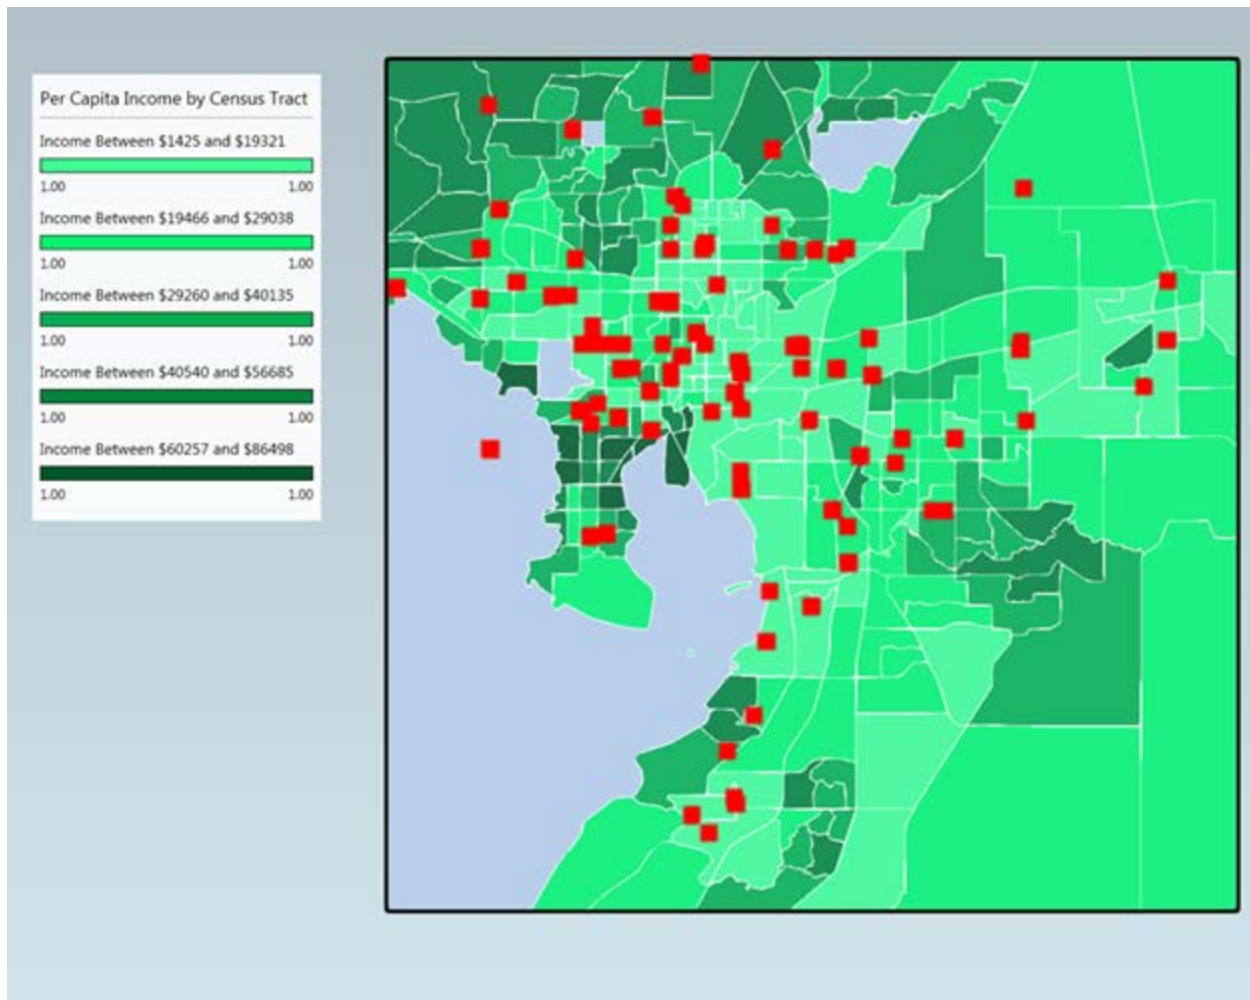 Per Capita Income by Census Tract
Income Between $1425 and $19321
1.00 1.00
Income Between $19466 and $29038
1.00 1.00
Income Between $29260 and $40135
1.00 1.00
Income Between $40540 and $56685
1.00 1.00
Income Between $60257 and $86498
1.00 1.00